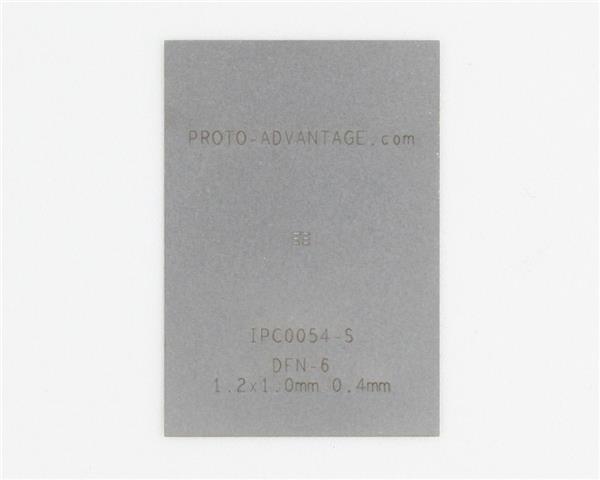 PROTO-ADVANTAGE.com
IPC0054-S
DFN-6
1.2x1.0mm 0.4mm